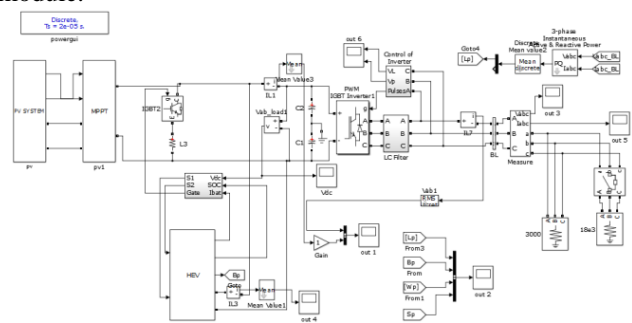 module.
Discrete,
Ts = 2e-05 s.
powergui
PV SYSTEM
PV
MPPT
pv1
IGBT2
L3
Mean
Mean Value3
IL1
Vab_load1
C2
C1
Vdc
out 6
Control of
Inverter
VL
Vp
Pulses
C
B
A
PWM
IGBT Inverter1
g
+
-
A
B
C
A
B
C
A
B
C
LC Filter
IL7
BL
Goto4
[Lp]
Discrete
Mean value2
Mean
discrete
3-phase
Instantaneous
Active & Reactive Power
PQ
Vabc
Iabc
Vabc_BL
Iabc_BL
out 3
out 5
Vabc
Iabc
A
B
C
a
b
c
Measure
3000
18e3
S1
S2
Gate
Vdc
SOC
Ibat
HEV
Bp
Goto
IL3
Mean
Mean Value1
out 4
Gain
out 1
Vab1
RMS
[Lp]
From3
Bp
From
[Wp]
From1
Sp
out 2